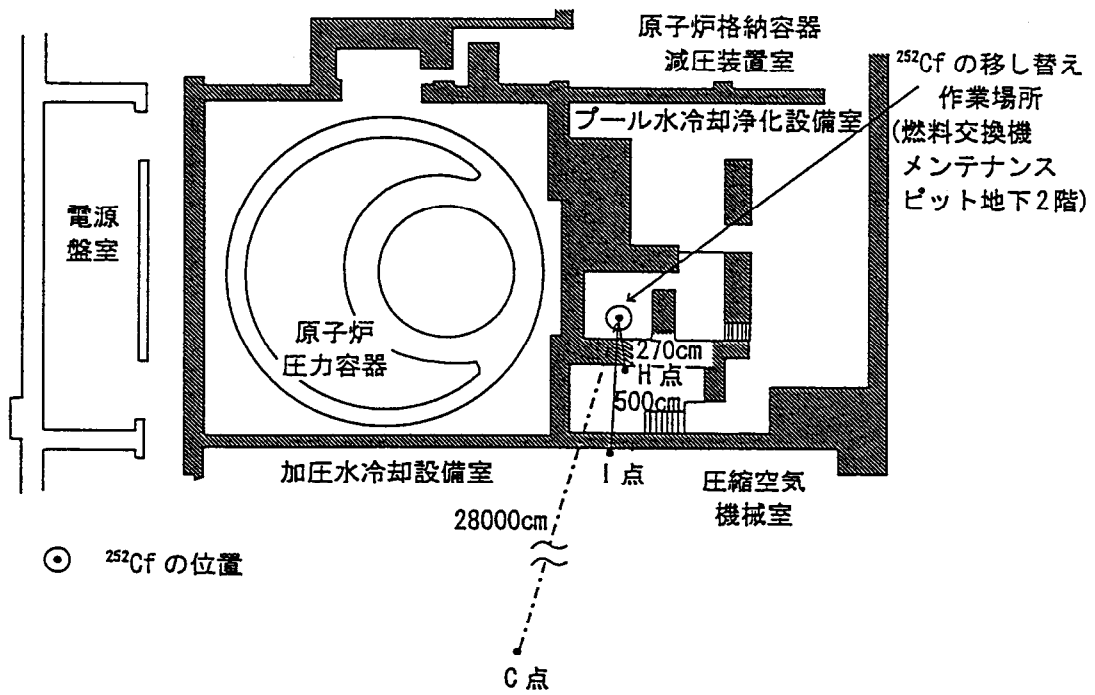 原子炉格納容器
減圧装置室
²⁵²Cf の移し替え
作業場所
(燃料交換機
メンテナンス
ピット地下2階)
プール水冷却浄化設備室
電源
盤室
原子炉
圧力容器
270cm
H 点
500cm
I 点
加圧水冷却設備室
圧縮空気
機械室
28000cm
²⁵²Cf の位置
C 点